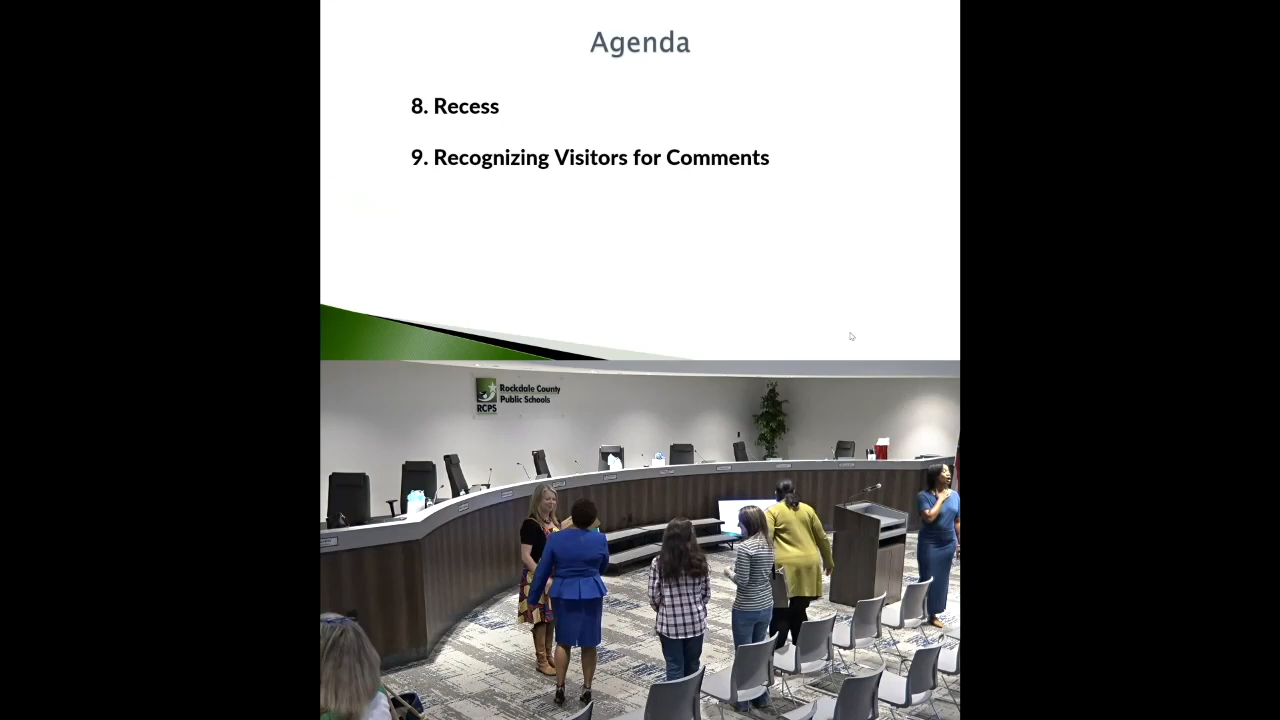 Agenda
8. Recess
9. Recognizing Visitors for Comments
Rockdale County
Public Schools
RCPS